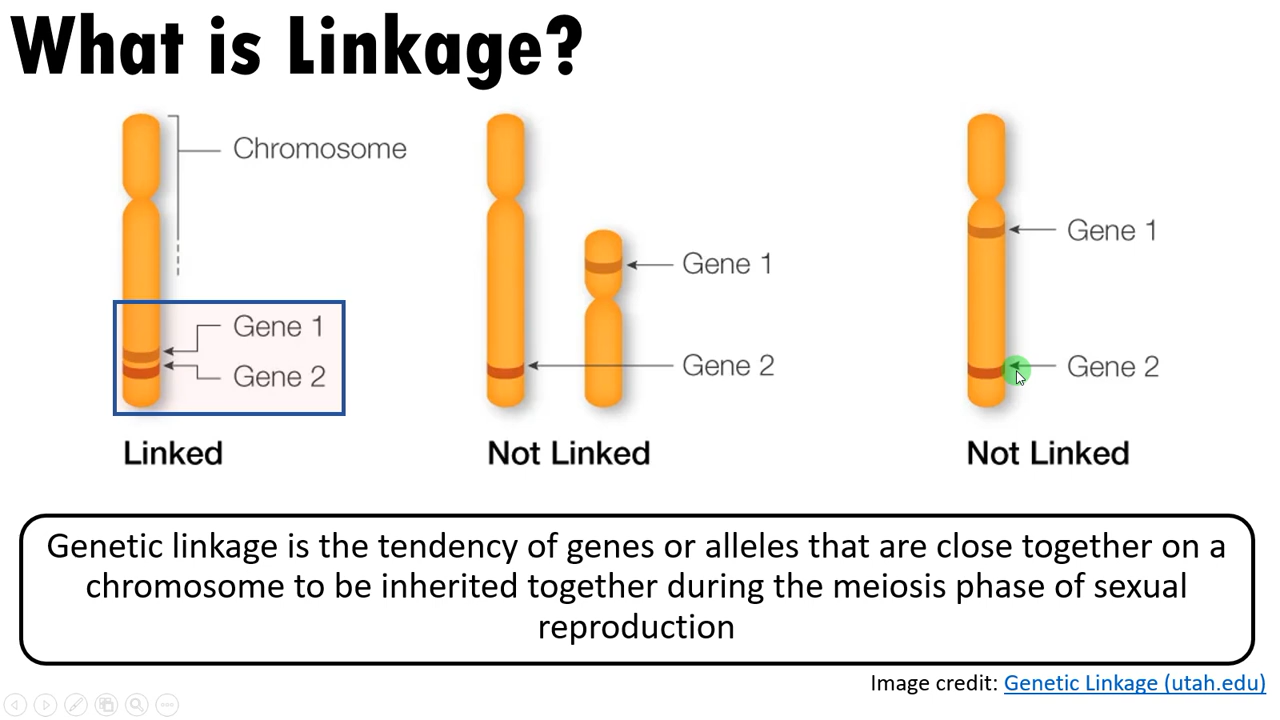 What is Linkage?
Chromosome
Gene 1
Gene 2
Linked
Gene 1
Gene 2
Not Linked
Gene 1
Gene 2
Not Linked
Genetic linkage is the tendency of genes or alleles that are close together on a
chromosome to be inherited together during the meiosis phase of sexual
reproduction
Image credit: Genetic Linkage (utah.edu)